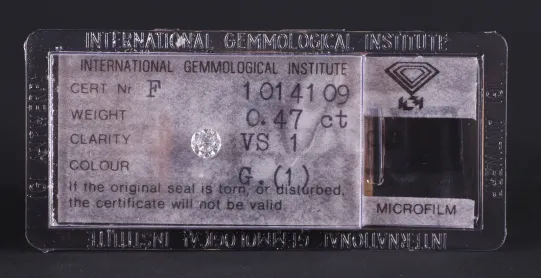 INTERNATIONAL GEMMOLOGICAL INSTITUTE
INTERNATIONAL GEMMOLOGICAL INSTITUTE
CERT Nr F 1014109
WEIGHT 0.47 ct
CLARITY VS 1
COLOUR G.(1)
If the original seal is torn, or disturbed,
the certificate will not be valid.
IGI
MICROFILM
INTERNATIONAL GEMMOLOGICAL INSTITUTE